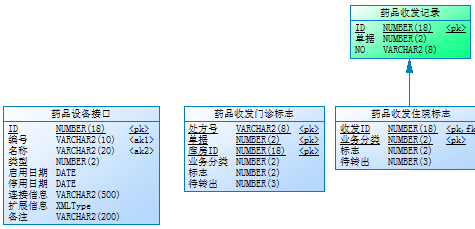 药品收发记录
ID NUMBER(18) <pk>
单据 NUMBER(2)
NO VARCHAR2(8)
药品设备接口
ID NUMBER(18) <pk>
编号 VARCHAR2(10) <ak1>
名称 VARCHAR2(20) <ak2>
类型 NUMBER(2)
启用日期 DATE
停用日期 DATE
连接信息 VARCHAR2(500)
扩展信息 XMLType
备注 VARCHAR2(200)
药品收发门诊标志
处方号 VARCHAR2(8) <pk>
单据 NUMBER(2) <pk>
库房ID NUMBER(18) <pk>
业务分类 NUMBER(2)
标志 NUMBER(2)
待转出 NUMBER(3)
药品收发住院标志
收发ID NUMBER(18) <pk,fk
业务分类 NUMBER(2) <pk>
标志 NUMBER(2)
待转出 NUMBER(3)